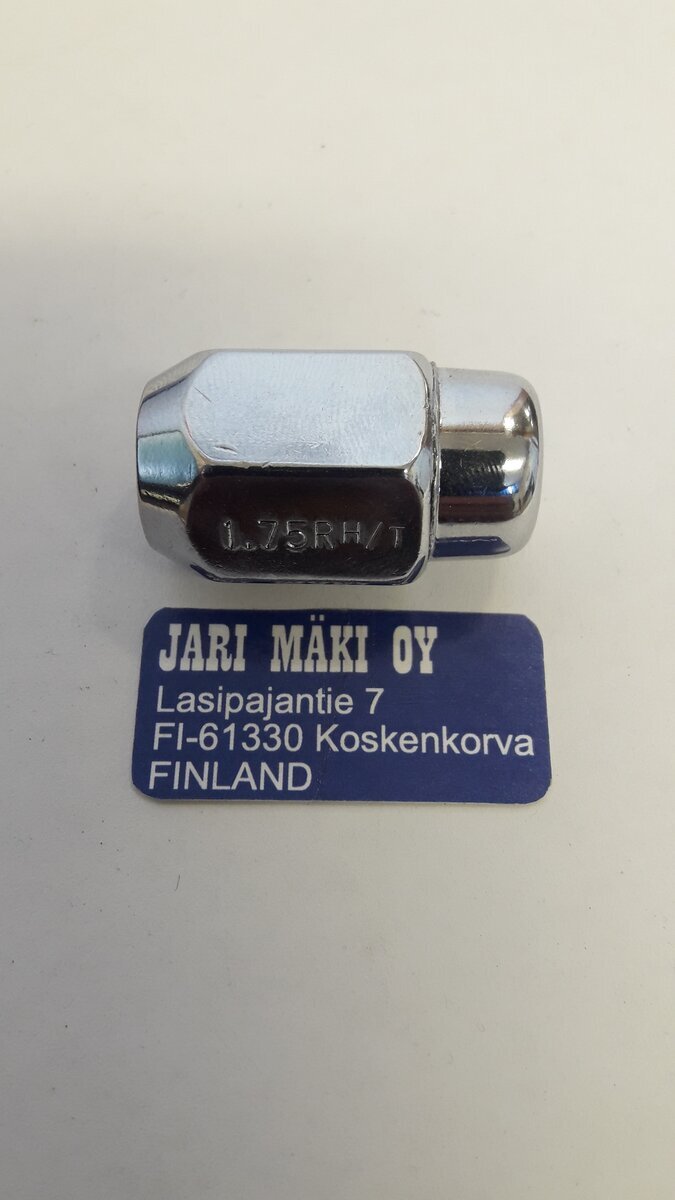 1.75RH/T
JARI MÄKI OY
Lasipajantie 7
FI-61330 Koskenkorva
FINLAND